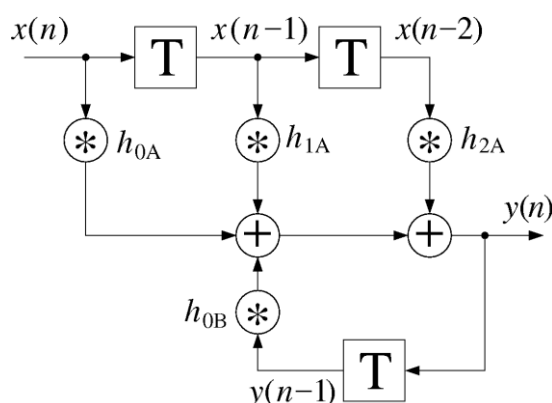 x(n) T x(n−1) T x(n−2)
* h0A * h1A * h2A
+ + y(n)
h0B *
y(n−1) T